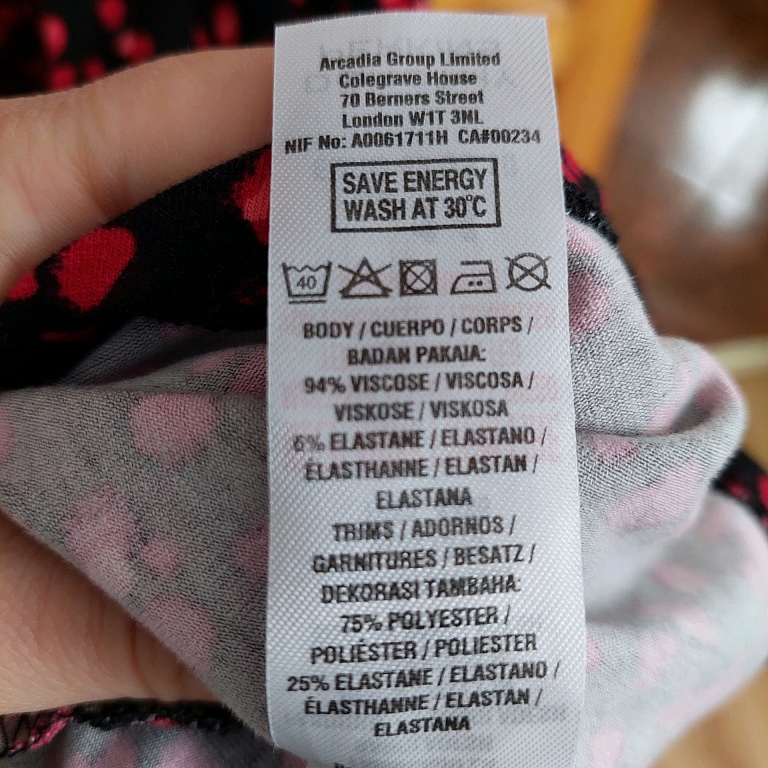 Arcadia Group Limited
Colegrave House
70 Berners Street
London W1T 3NL
NIF No: A0061711H CA#00234
SAVE ENERGY
WASH AT 30°C
40
BODY / CUERPO / CORPS /
BADAN PAKAIA:
94% VISCOSE / VISCOSA /
VISKOSE / VISKOSA
6% ELASTANE / ELASTANO /
ÉLASTHANNE / ELASTAN /
ELASTANA
TRIMS / ADORNOS /
GARNITURES / BESATZ /
DEKORASI TAMBAHA:
75% POLYESTER /
POLIÉSTER / POLIESTER
25% ELASTANE / ELASTANO /
ÉLASTHANNE / ELASTAN /
ELASTANA